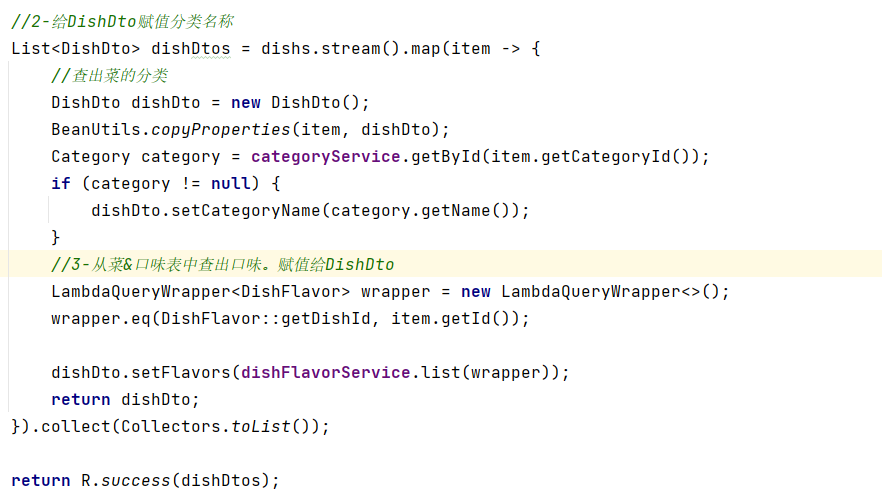 //2-给DishDto赋值分类名称
List<DishDto> dishDtos = dishs.stream().map(item -> {
    //查出菜的分类
    DishDto dishDto = new DishDto();
    BeanUtils.copyProperties(item, dishDto);
    Category category = categoryService.getById(item.getCategoryId());
    if (category != null) {
        dishDto.setCategoryName(category.getName());
    }
    //3-从菜&口味表中查出口味。赋值给DishDto
    LambdaQueryWrapper<DishFlavor> wrapper = new LambdaQueryWrapper<>();
    wrapper.eq(DishFlavor::getDishId, item.getId());
    dishDto.setFlavors(dishFlavorService.list(wrapper));
    return dishDto;
}).collect(Collectors.toList());
return R.success(dishDtos);